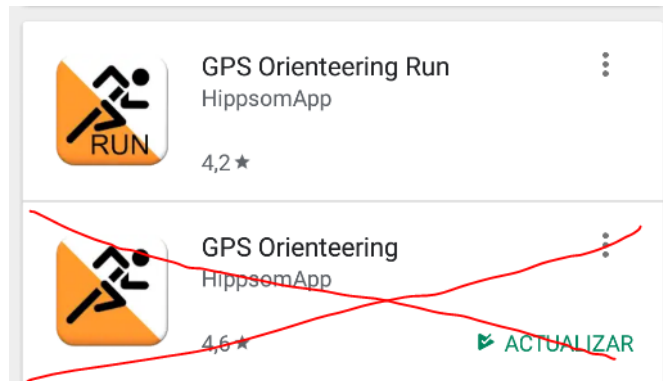 RUN
GPS Orienteering Run
HippsomApp
4,2★
GPS Orienteering
HippsomApp
4,6★
ACTUALIZAR